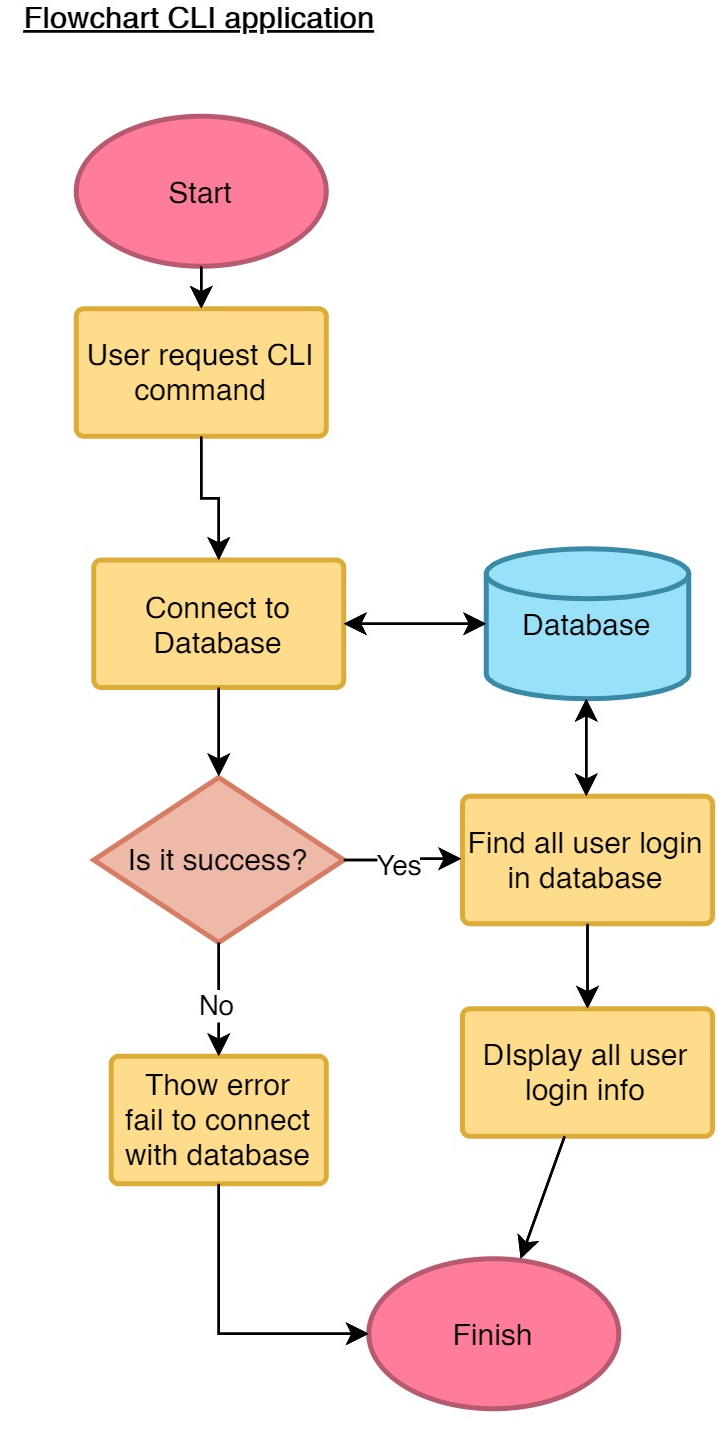 Flowchart CLI application
Start
User request CLI
command
Connect to
Database
Database
Is it success?
Yes
Find all user login
in database
No
Thow error
fail to connect
with database
DIsplay all user
login info
Finish